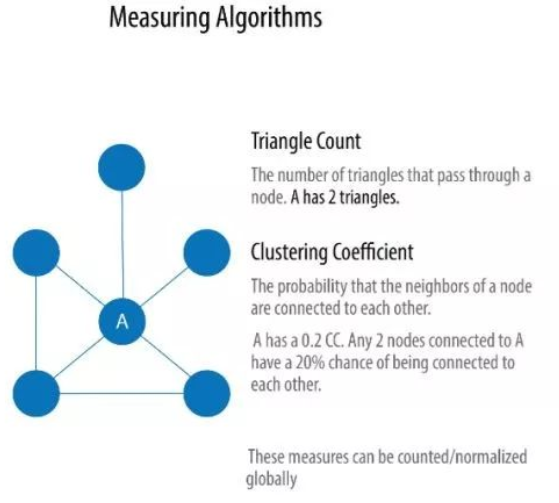 Measuring Algorithms
Triangle Count
The number of triangles that pass through a
node. A has 2 triangles.
Clustering Coefficient
The probability that the neighbors of a node
are connected to each other.
A has a 0.2 CC. Any 2 nodes connected to A
have a 20% chance of being connected to
each other.
A
These measures can be counted/normalized
globally